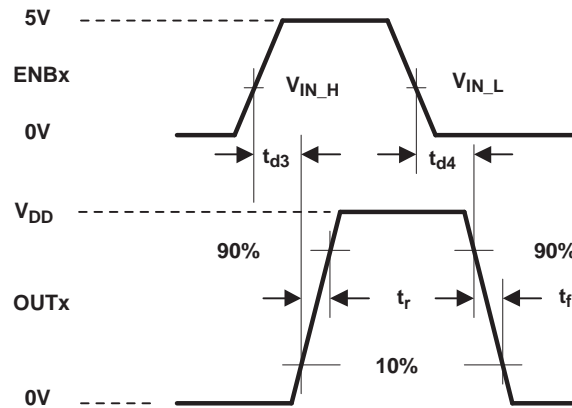 5V
ENBx
V_IN_H
V_IN_L
0V
t_d3
t_d4
V_DD
90%
90%
OUTx
t_r
t_f
10%
0V